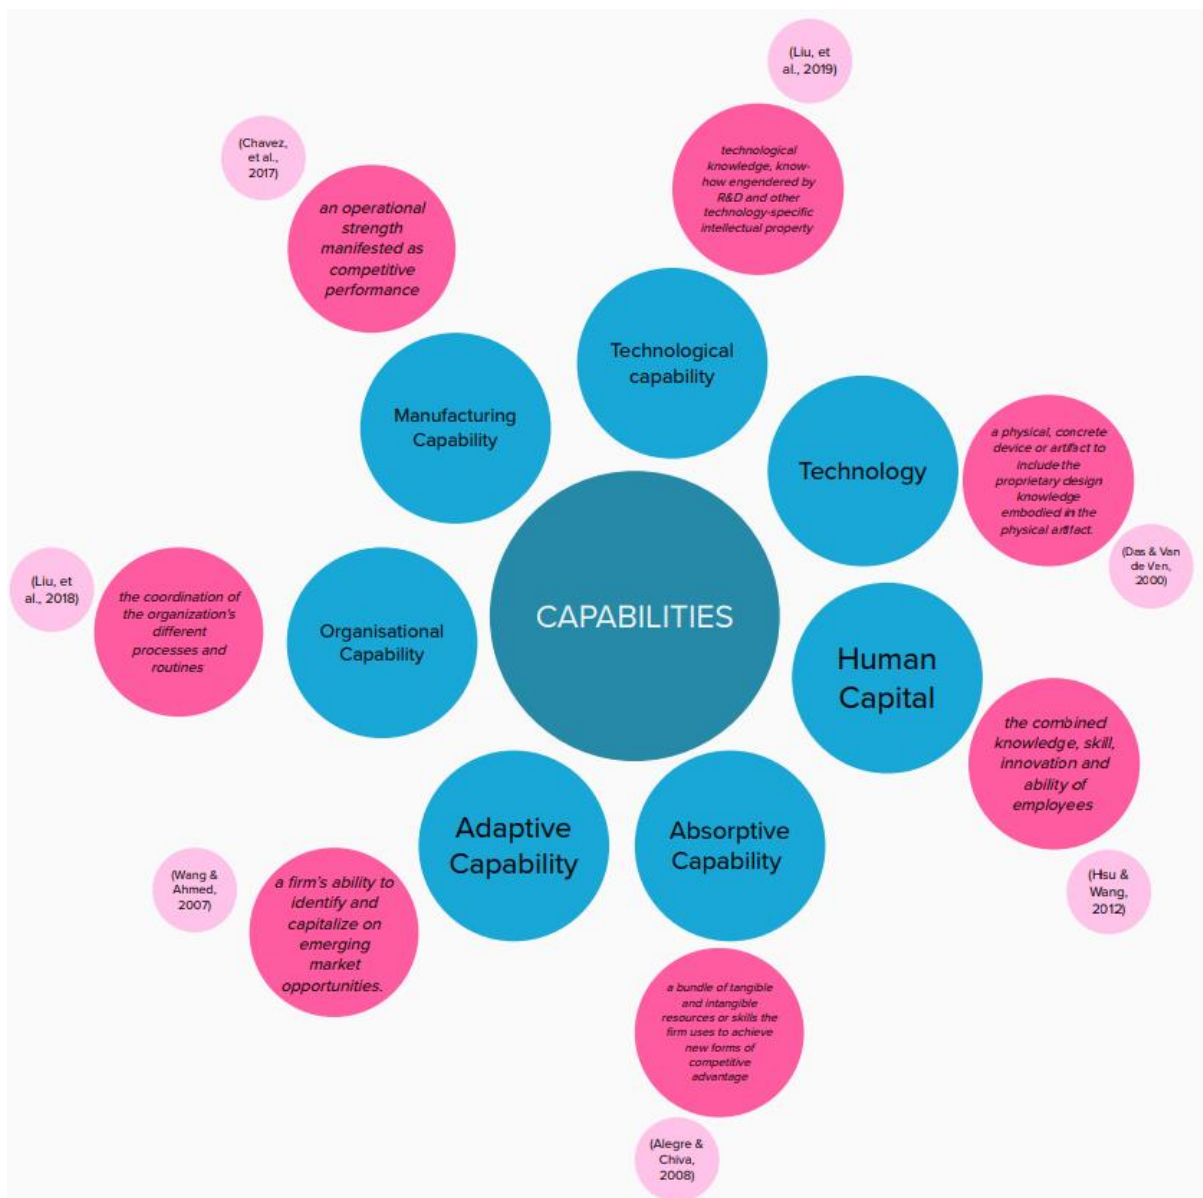 (Liu, et
al., 2019)
technological
knowledge, know-
how engendered by
R&D and other
technology-specific
intellectual property
Technological
capability
(Chavez,
et al.,
2017)
an operational
strength
manifested as
competitive
performance
Manufacturing
Capability
Technology
a physical, concrete
device or artifact to
include the
proprietary design
knowledge
embodied in the
physical artifact.
(Das & Van
de Ven,
2000)
(Liu, et
al., 2018)
the coordination of
the organization's
different
processes and
routines
Organisational
Capability
CAPABILITIES
Human
Capital
the combined
knowledge, skill,
innovation and
ability of
employees
(Hsu &
Wang,
2012)
Adaptive
Capability
(Wang &
Ahmed,
2007)
a firm's ability to
identify and
capitalize on
emerging
market
opportunities.
Absorptive
Capability
a bundle of tangible
and intangible
resources or skills the
firm uses to achieve
new forms of
competitive
advantage
(Alegre &
Chiva,
2008)